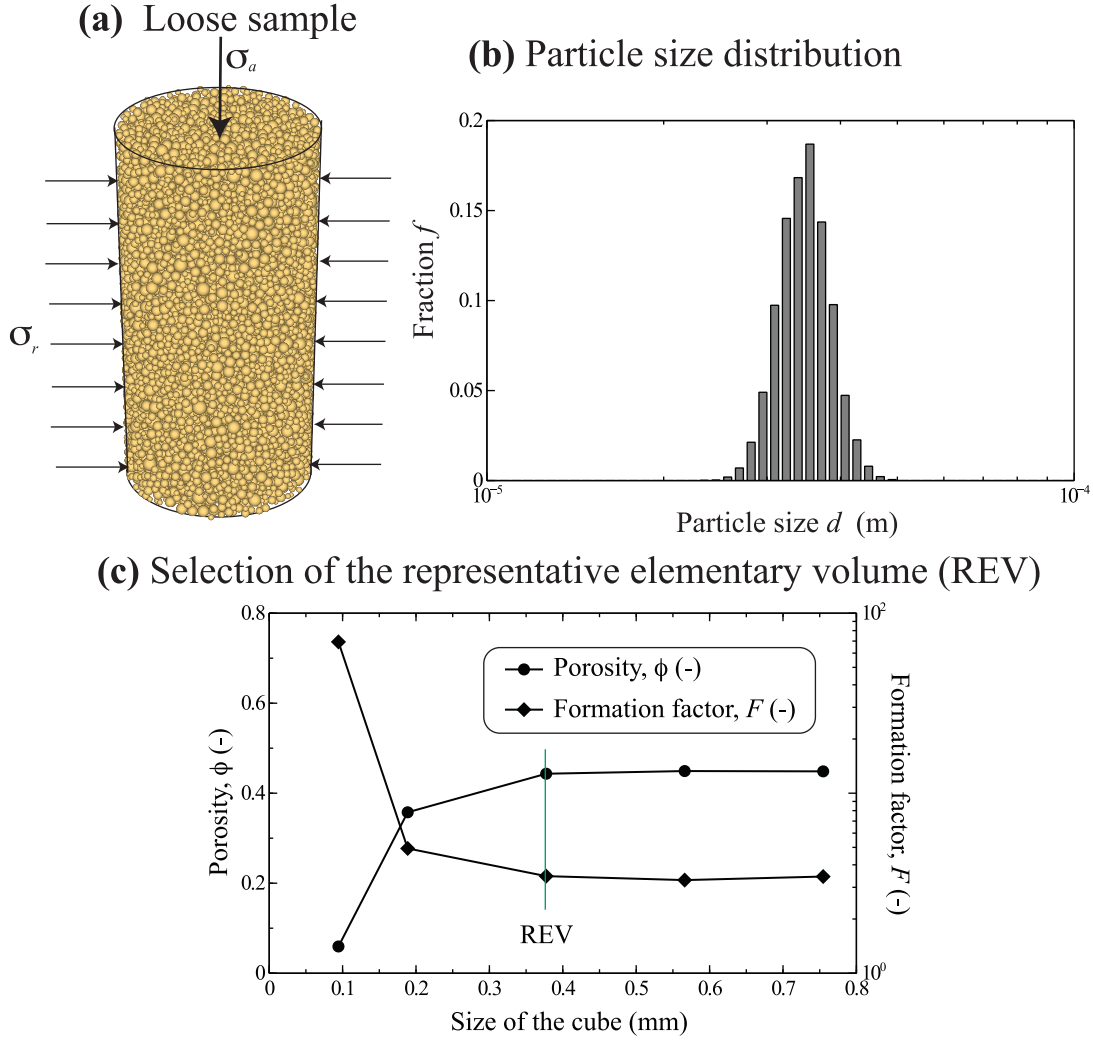 (a) Loose sample
σa
σr
(b) Particle size distribution
0.2
0.15
0.1
0.05
0
10⁻⁵
10⁻⁴
Fraction f
Particle size d (m)
(c) Selection of the representative elementary volume (REV)
0.8
0.6
0.4
0.2
0
Porosity, ϕ (-)
10²
10⁰
Formation factor, F (-)
Porosity, ϕ (-)
Formation factor, F (-)
REV
0 0.1 0.2 0.3 0.4 0.5 0.6 0.7 0.8
Size of the cube (mm)